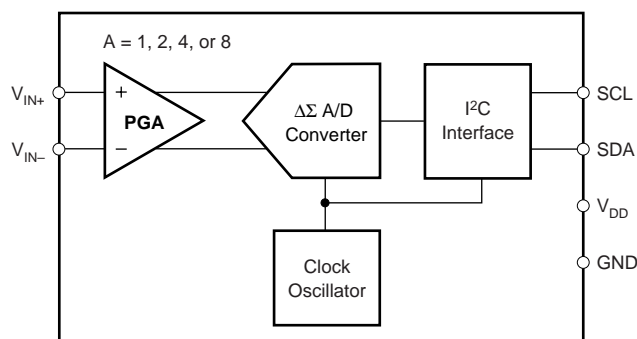 A = 1, 2, 4, or 8
V_IN+
+
PGA
V_IN–
–
ΔΣ A/D
Converter
I²C
Interface
SCL
SDA
V_DD
GND
Clock
Oscillator